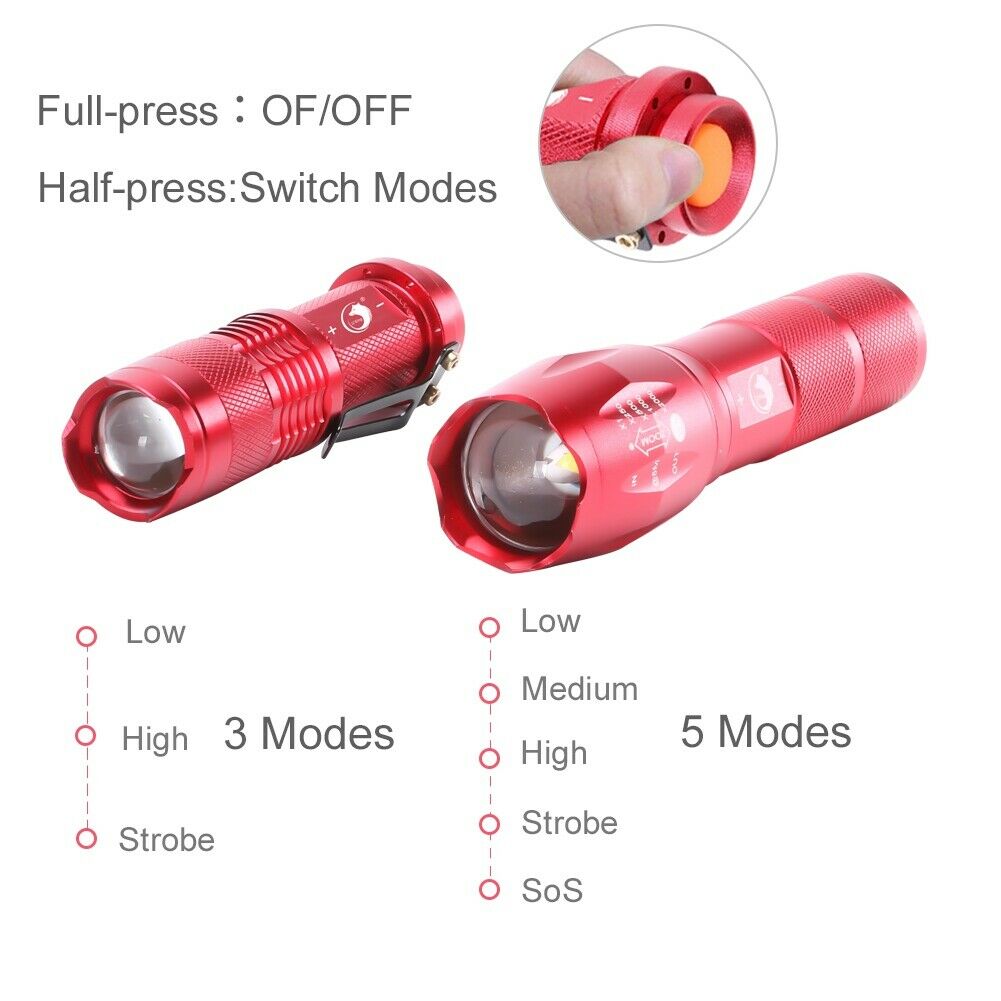 Full-press：OF/OFF
Half-press:Switch Modes
ZOOM
Low
High
Strobe
3 Modes
Low
Medium
High
Strobe
SoS
5 Modes